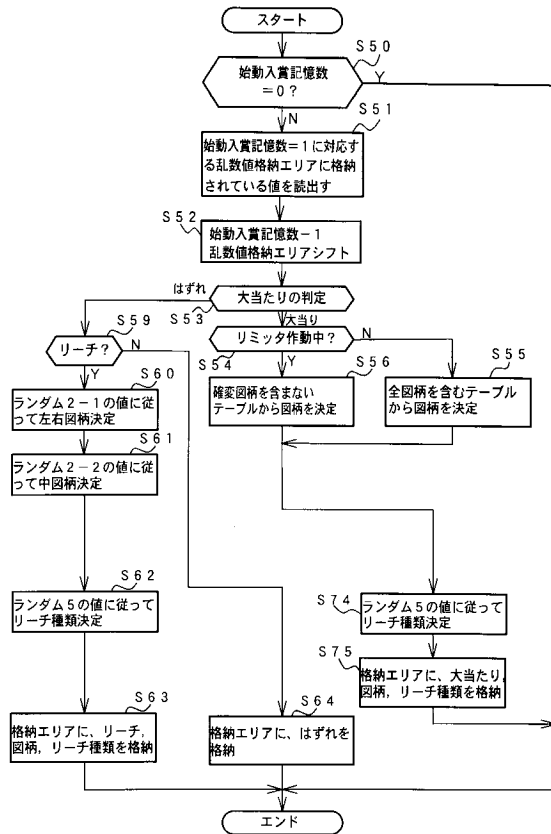 スタート
S50
始動入賞記憶数
=0?
Y
N
S51
始動入賞記憶数=1に対応す
る乱数値格納エリアに格納
されている値を読出す
S52
始動入賞記憶数-1
乱数値格納エリアシフト
はずれ
大当たりの判定
S53
大当り
S59
リーチ?
N
Y
リミッタ作動中?
N
S54
Y
S60
ランダム2-1の値に従
って左右図柄決定
S56
確変図柄を含まない
テーブルから図柄を決定
S55
全図柄を含むテーブル
から図柄を決定
S61
ランダム2-2の値に従
って中図柄決定
S62
ランダム5の値に従って
リーチ種類決定
S74
ランダム5の値に従って
リーチ種類決定
S75
格納エリアに、大当たり,
図柄,リーチ種類を格納
S63
格納エリアに、リーチ,
図柄,リーチ種類を格納
S64
格納エリアに、はずれを
格納
エンド